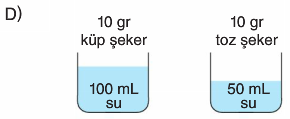 D)
10 gr
küp şeker
100 mL
su
10 gr
toz şeker
50 mL
su